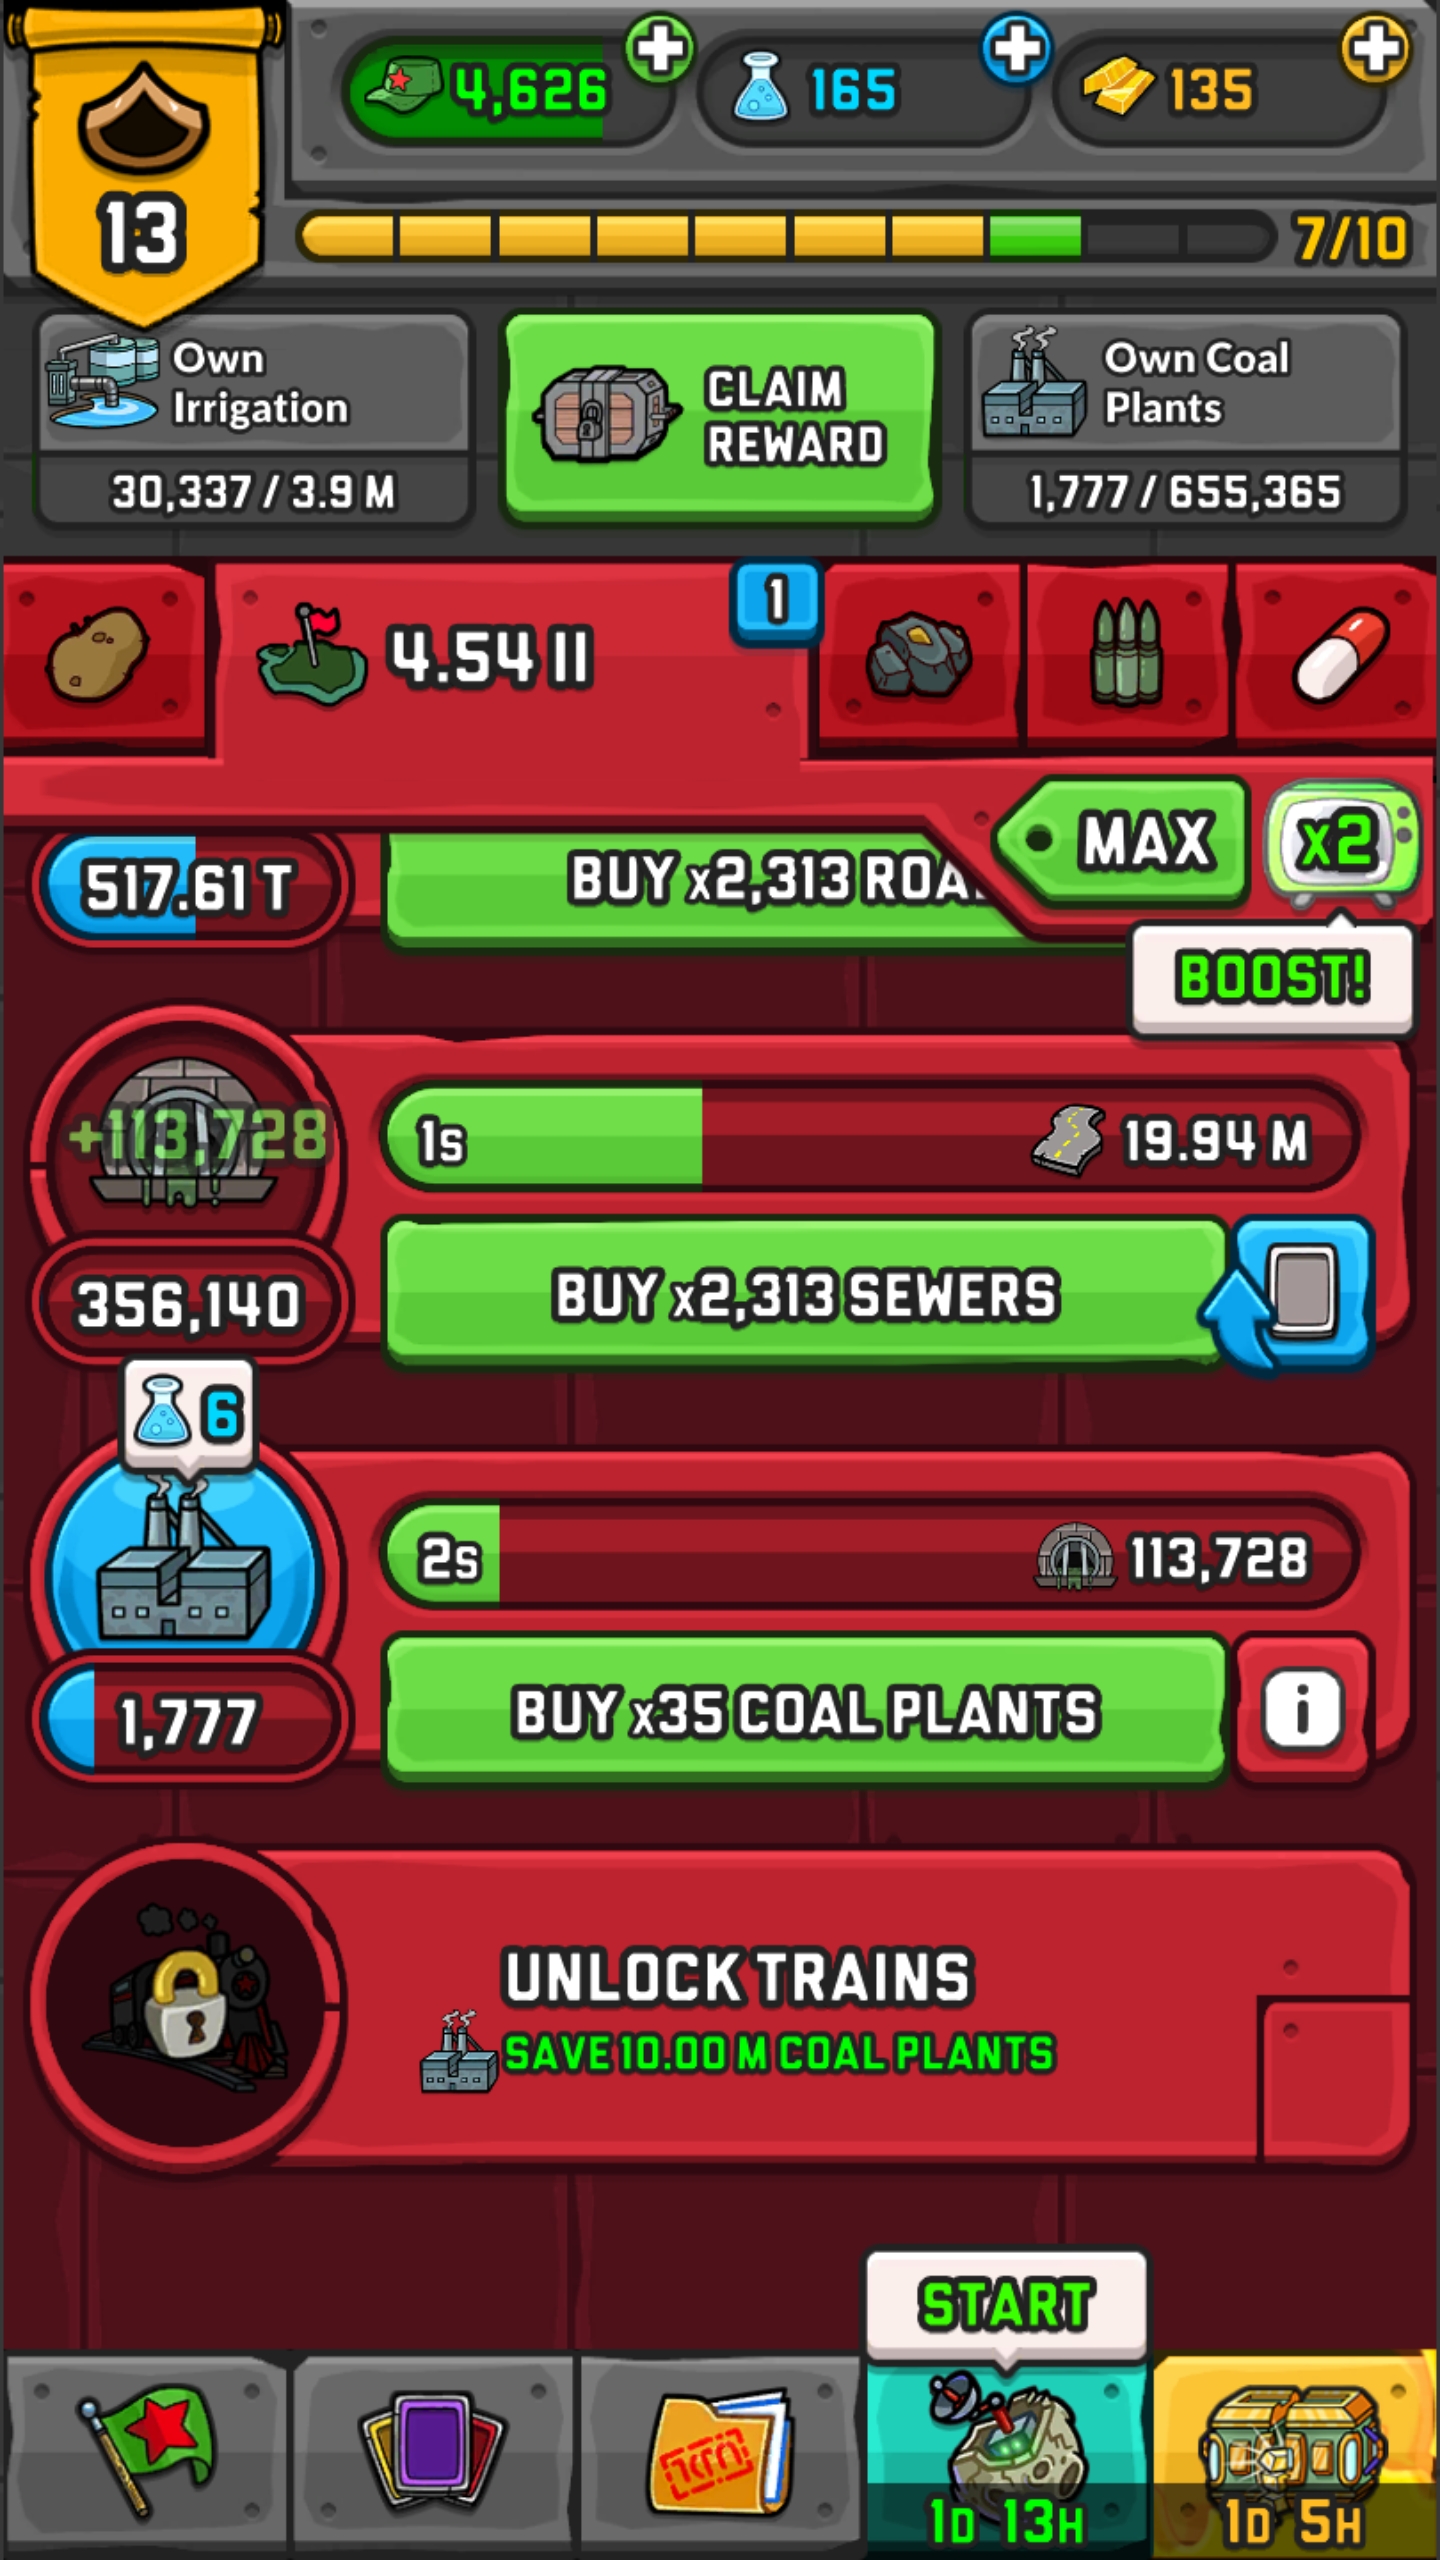 13
4,626
165
135
7/10
Own
Irrigation
30,337 / 3.9 M
CLAIM
REWARD
Own Coal
Plants
1,777 / 655,365
4.54 II
1
MAX
x2
BOOST!
517.61 T
BUY x2,313 ROA
+113,728
1s
19.94 M
356,140
BUY x2,313 SEWERS
6
2s
113,728
1,777
BUY x35 COAL PLANTS
i
UNLOCK TRAINS
SAVE 10.00 M COAL PLANTS
START
1D 13H
1D 5H